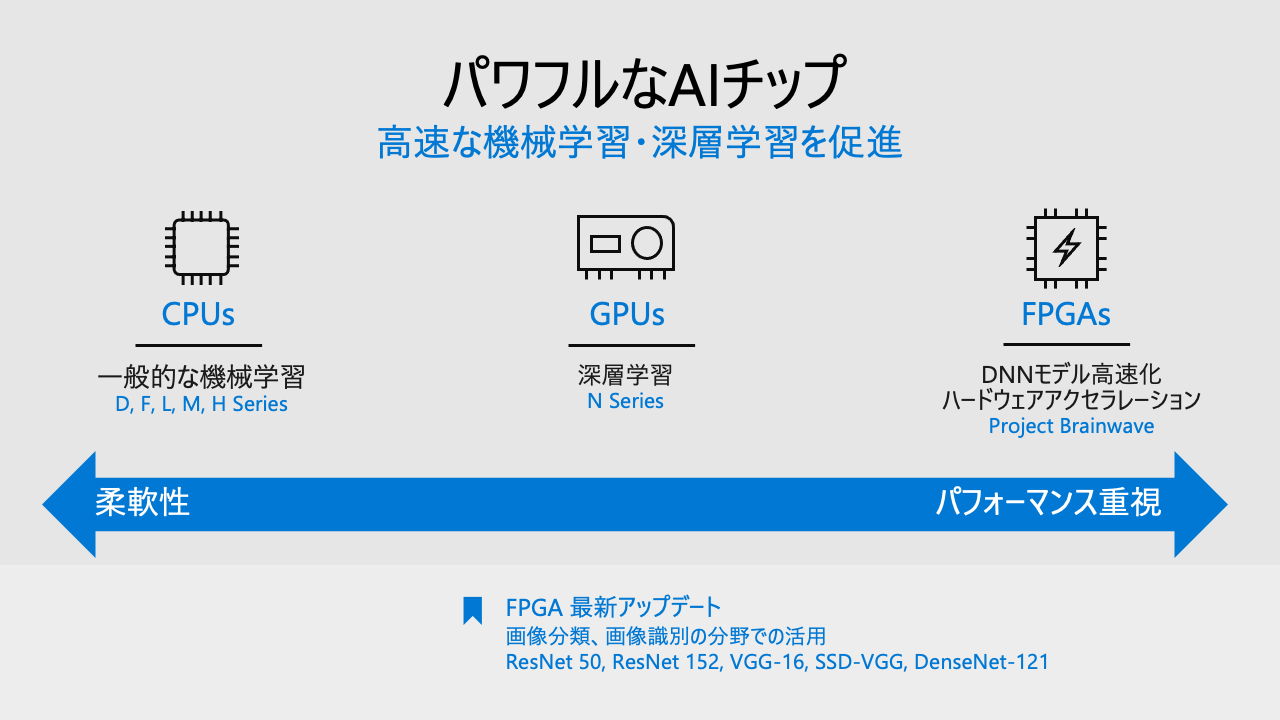 パワフルなAIチップ
高速な機械学習・深層学習を促進
CPUs
一般的な機械学習
D, F, L, M, H Series
GPUs
深層学習
N Series
FPGAs
DNNモデル高速化
ハードウェアアクセラレーション
Project Brainwave
柔軟性
パフォーマンス重視
FPGA 最新アップデート
画像分類、画像識別の分野での活用
ResNet 50, ResNet 152, VGG-16, SSD-VGG, DenseNet-121